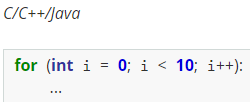 C/C++/Java
for (int i = 0; i < 10; i++):
...